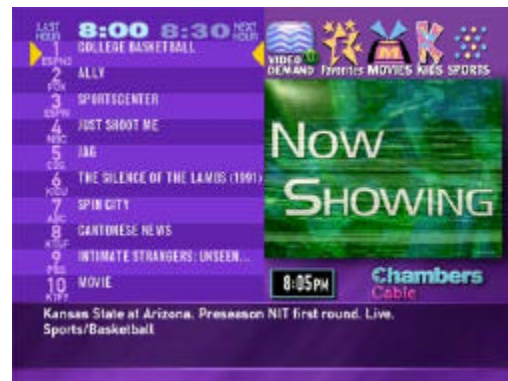 LAST HOUR 8:00 8:30 NEXT HOUR
1 COLLEGE BASKETBALL
2 ALLY
FOX
3 SPORTSCENTER
ESPN
4 JUST SHOOT ME
NBC
5 JAG
CBS
6 THE SILENCE OF THE LAMBS (1991)
7 SPIN CITY
ABC
8 CANTONESE NEWS
KTSF
9 INTIMATE STRANGERS: UNSEEN...
PBS
10 MOVIE
VIDEO DEMAND Favorites MOVIES KIDS SPORTS
NOW
SHOWING
8:05PM
Chambers
Cable
Kansas State at Arizona. Preseason NIT first round. Live.
Sports/Basketball